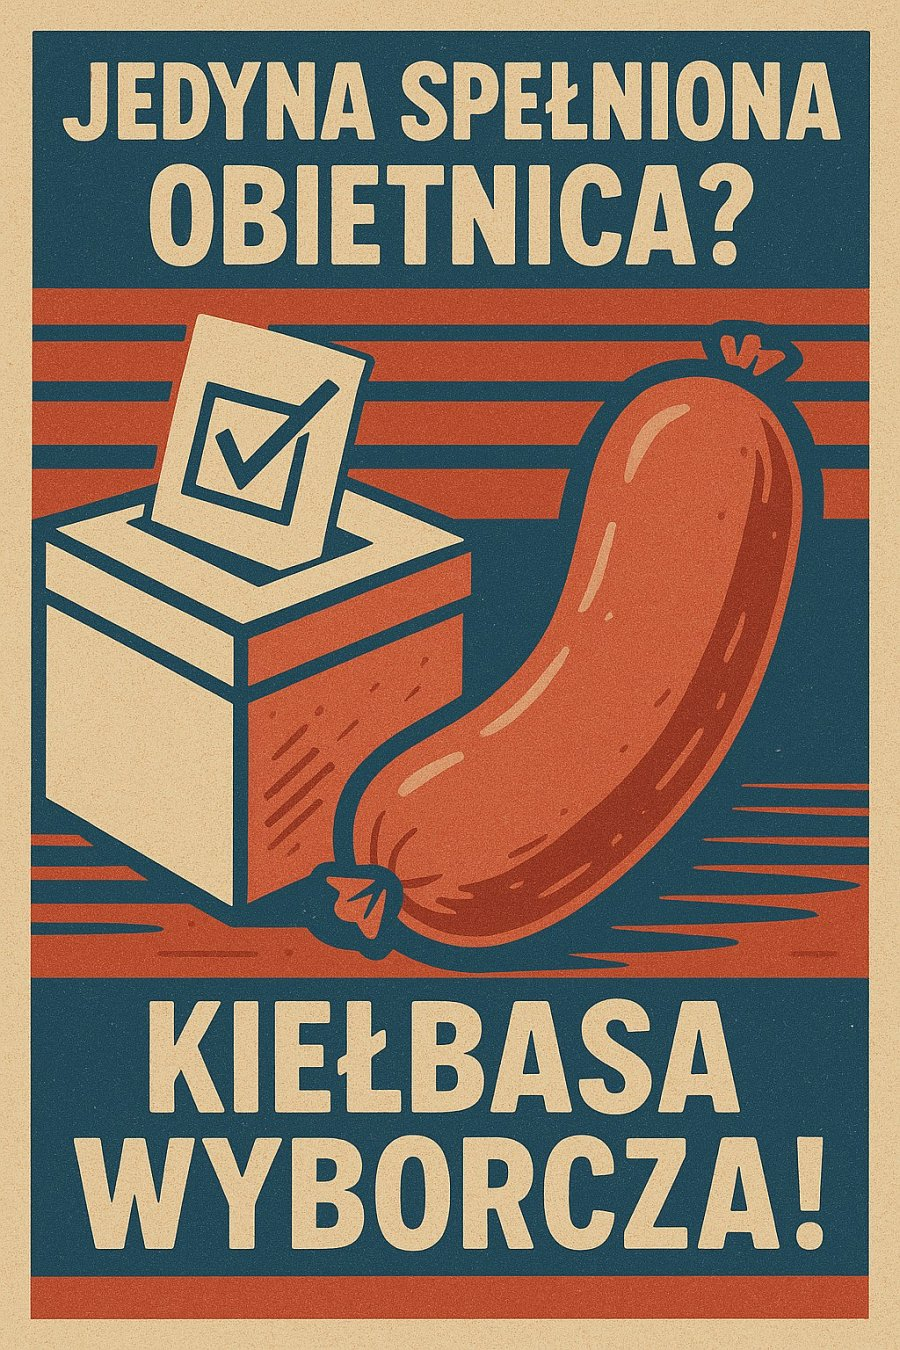 JEDYNA SPEŁNIONA
OBIETNICA?
KIEŁBASA
WYBORCZA!